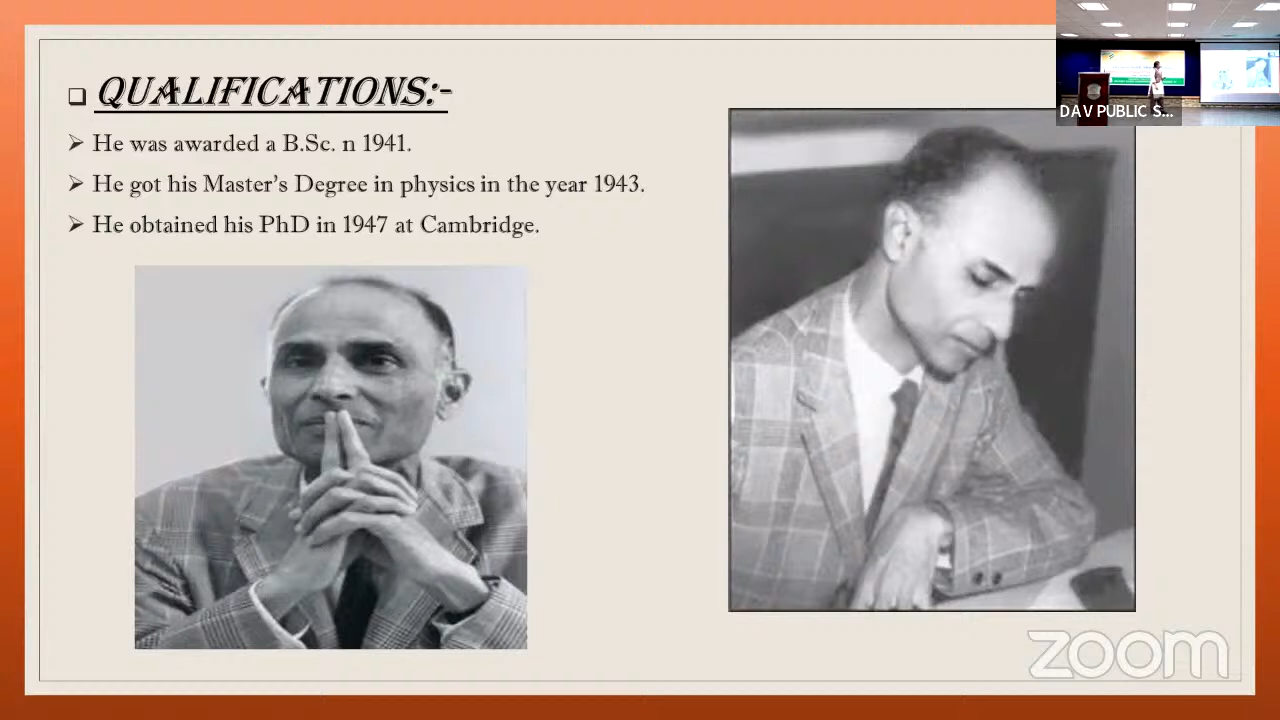 QUALIFICATIONS:-
He was awarded a B.Sc. n 1941.
He got his Master's Degree in physics in the year 1943.
He obtained his PhD in 1947 at Cambridge.
DAV PUBLIC S...
zoom